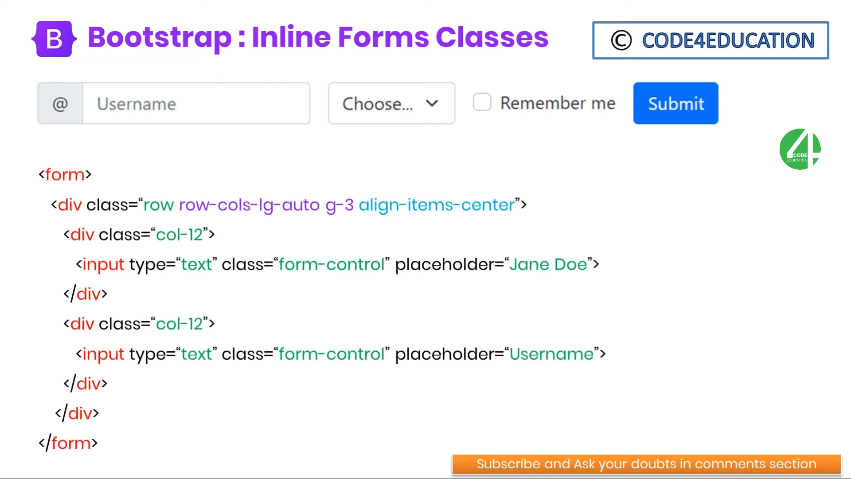 B Bootstrap : Inline Forms Classes
© CODE4EDUCATION
@ Username Choose... Remember me Submit
4 CODE
<form>
<div class=“row row-cols-lg-auto g-3 align-items-center”>
<div class=“col-12”>
<input type=“text” class=“form-control” placeholder=“Jane Doe”>
</div>
<div class=“col-12”>
<input type=“text” class=“form-control” placeholder=“Username”>
</div>
</div>
</form>
Subscribe and Ask your doubts in comments section